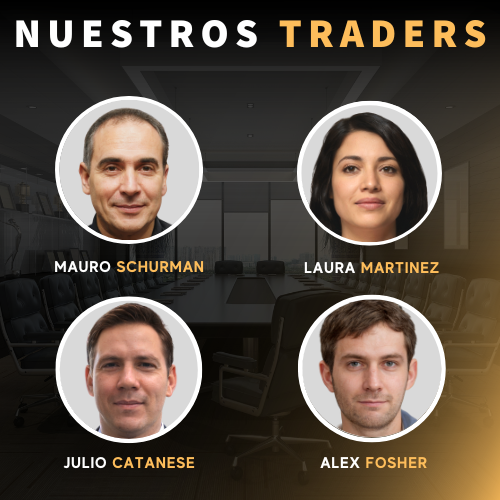 NUESTROS TRADERS
MAURO SCHURMAN
LAURA MARTINEZ
JULIO CATANESE
ALEX FOSHER